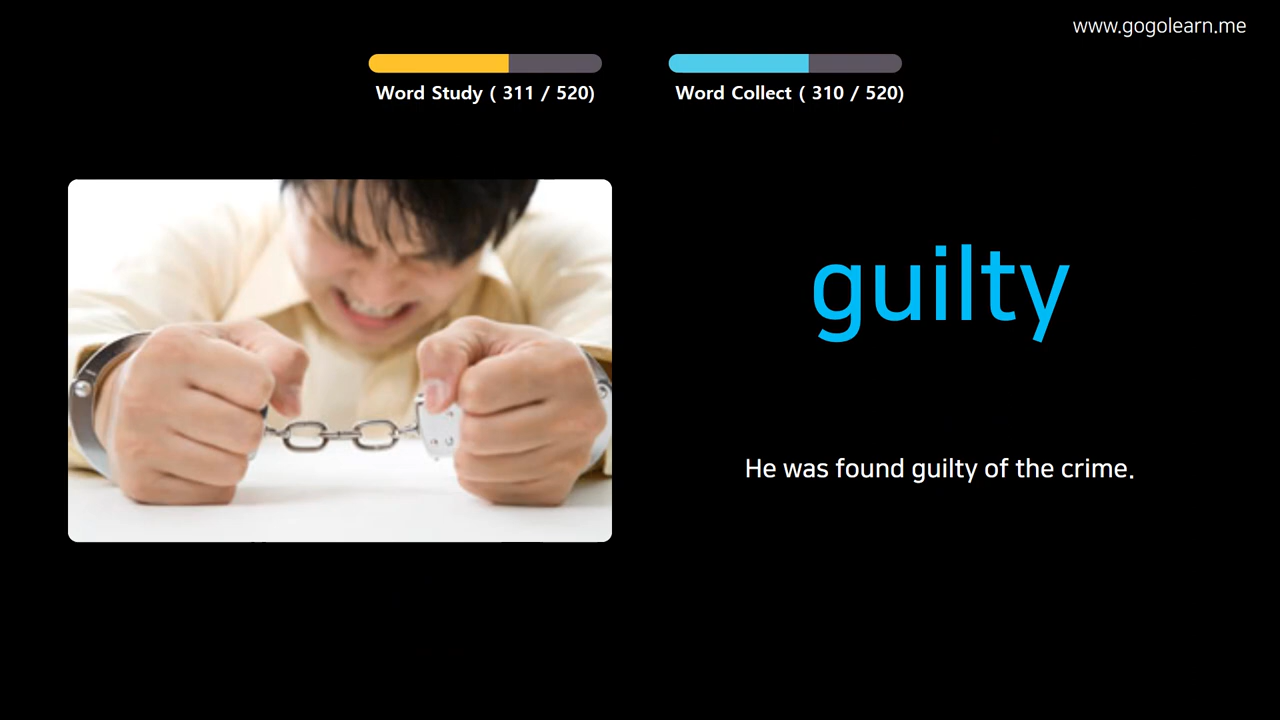 www.gogolearn.me
Word Study ( 311 / 520)
Word Collect ( 310 / 520)
guilty
He was found guilty of the crime.